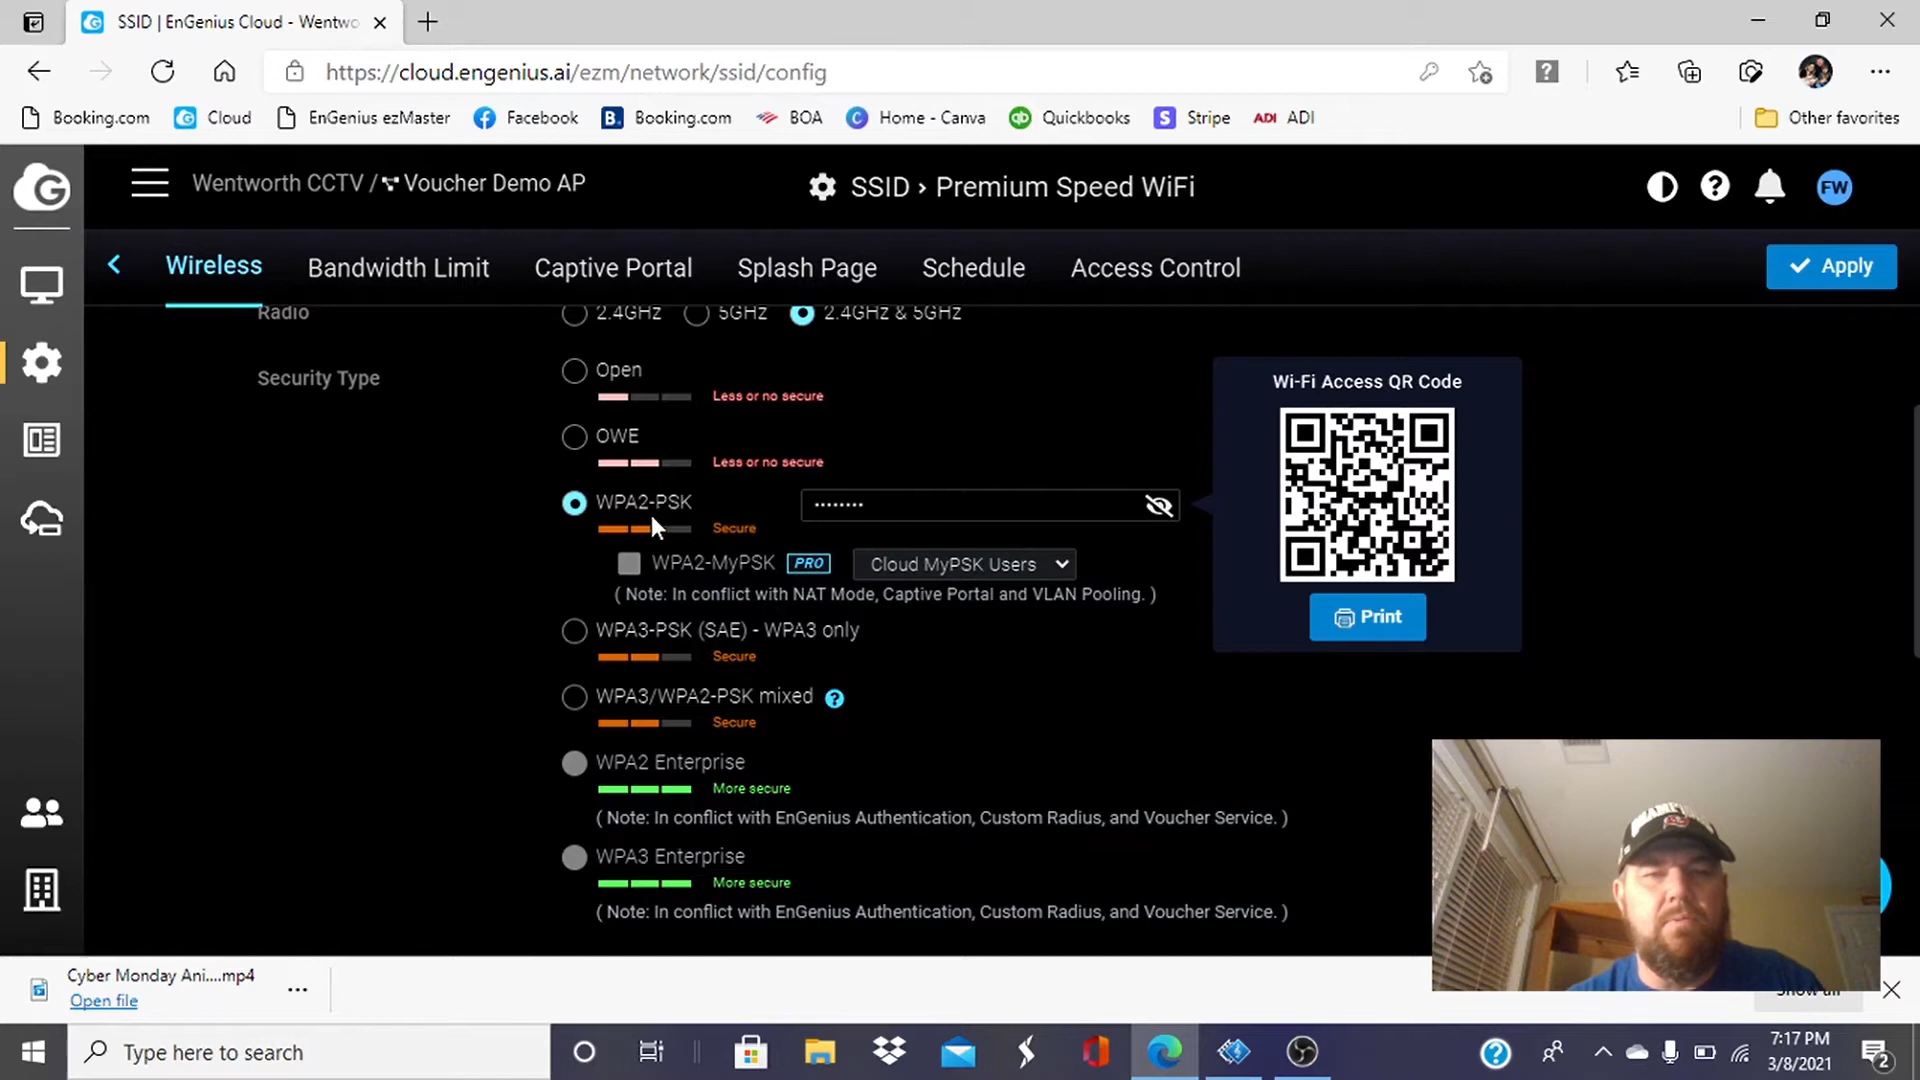 SSID | EnGenius Cloud - Wentwo
https://cloud.engenius.ai/ezm/network/ssid/config
Booking.com
Cloud
EnGenius ezMaster
Facebook
B.
Booking.com
BOA
C
Home - Canva
qb
Quickbooks
S
Stripe
ADI
ADI
Other favorites
G
Wentworth CCTV / Voucher Demo AP
SSID › Premium Speed WiFi
FW
Wireless
Bandwidth Limit
Captive Portal
Splash Page
Schedule
Access Control
Apply
Radio
2.4GHz
5GHz
2.4GHz & 5GHz
Security Type
Open
Less or no secure
OWE
Less or no secure
WPA2-PSK
••••••••
Secure
WPA2-MyPSK
PRO
Cloud MyPSK Users
( Note: In conflict with NAT Mode, Captive Portal and VLAN Pooling. )
WPA3-PSK (SAE) - WPA3 only
Secure
WPA3/WPA2-PSK mixed
?
Secure
WPA2 Enterprise
More secure
( Note: In conflict with EnGenius Authentication, Custom Radius, and Voucher Service. )
WPA3 Enterprise
More secure
( Note: In conflict with EnGenius Authentication, Custom Radius, and Voucher Service. )
Wi-Fi Access QR Code
Print
Cyber Monday Ani....mp4
Open file
Show all
Type here to search
7:17 PM
3/8/2021
2